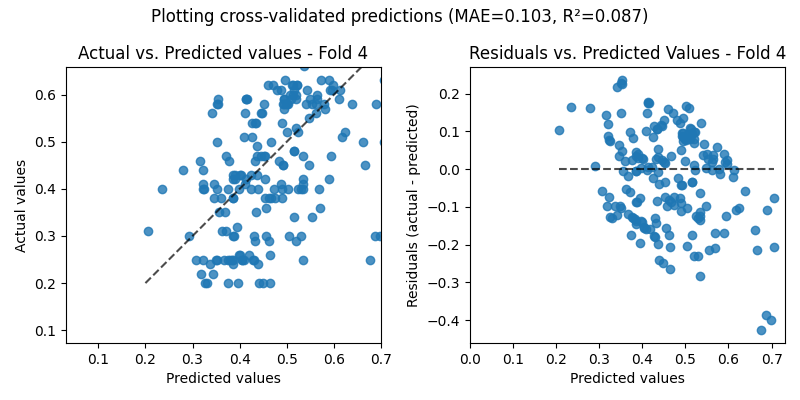 Plotting cross-validated predictions (MAE=0.103, R²=0.087)
Actual vs. Predicted values - Fold 4
Actual values
0.6
0.5
0.4
0.3
0.2
0.1
0.1 0.2 0.3 0.4 0.5 0.6 0.7
Predicted values
Residuals vs. Predicted Values - Fold 4
Residuals (actual - predicted)
0.2
0.1
0.0
−0.1
−0.2
−0.3
−0.4
0.0 0.1 0.2 0.3 0.4 0.5 0.6 0.7
Predicted values